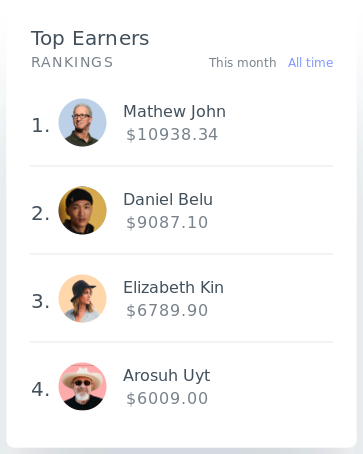 Top Earners
RANKINGS This month All time
1. Mathew John
$10938.34
2. Daniel Belu
$9087.10
3. Elizabeth Kin
$6789.90
4. Arosuh Uyt
$6009.00